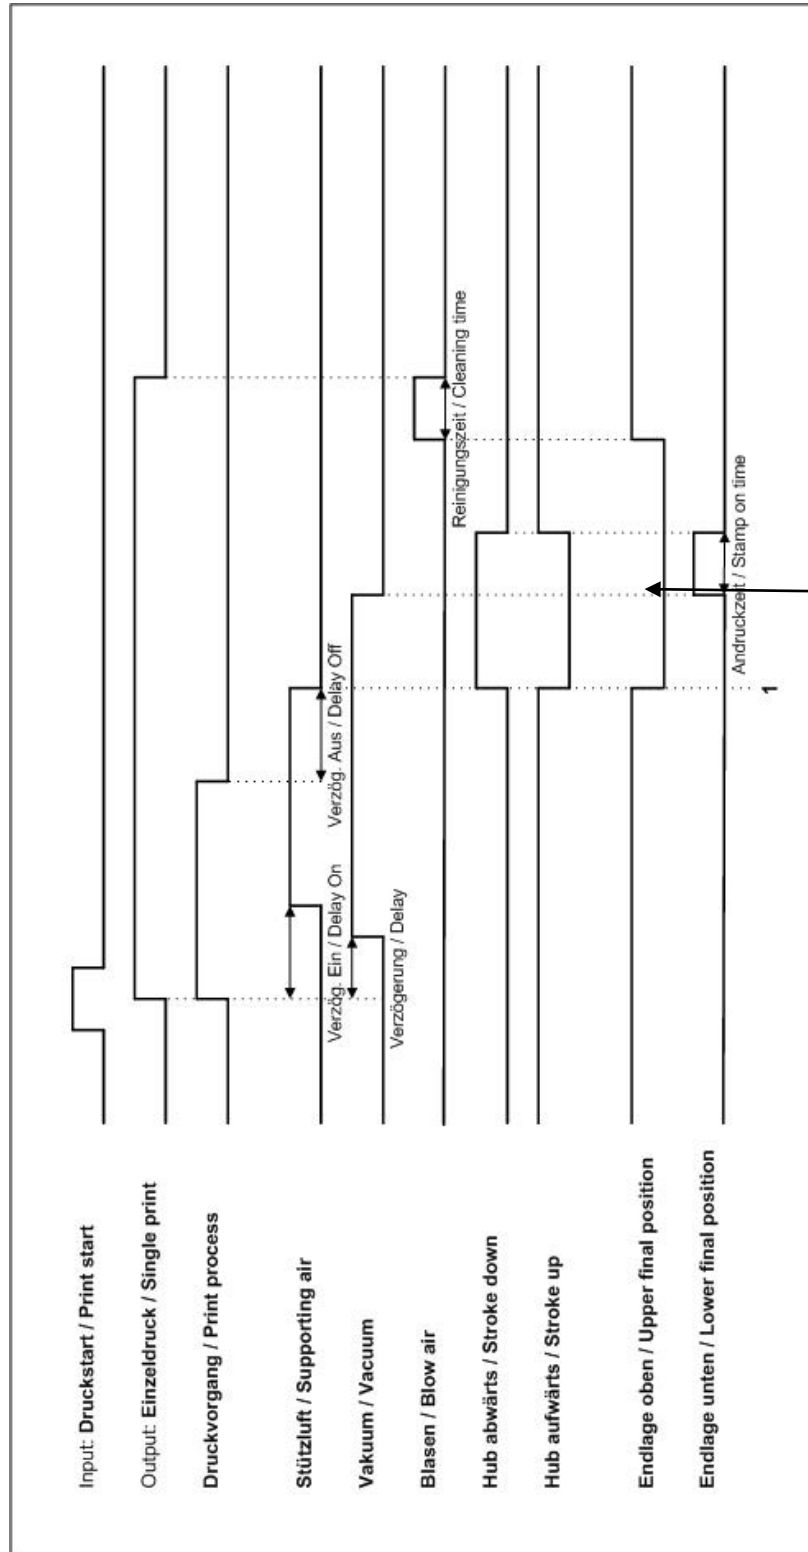 Input: Druckstart / Print start
Output: Einzeldruck / Single print
Druckvorgang / Print process
Stützluft / Supporting air
Verzög. Ein / Delay On
Verzög. Aus / Delay Off
Vakuum / Vacuum
Verzögerung / Delay
Blasen / Blow air
Reinigungszeit / Cleaning time
Hub abwärts / Stroke down
Hub aufwärts / Stroke up
Endlage oben / Upper final position
Endlage unten / Lower final position
Andruckzeit / Stamp on time
1